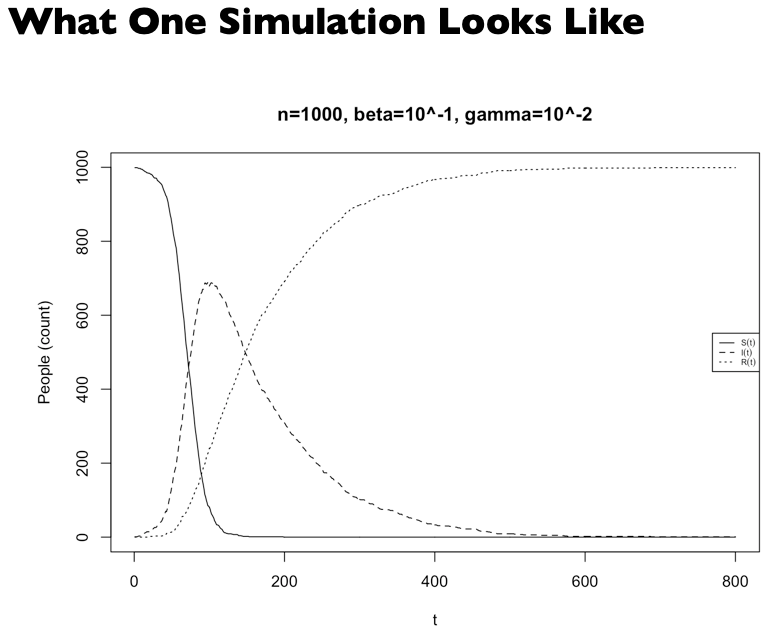 What One Simulation Looks Like
n=1000, beta=10^-1, gamma=10^-2
1000
800
600
400
200
0
People (count)
S(t)
I(t)
R(t)
0 200 400 600 800
t